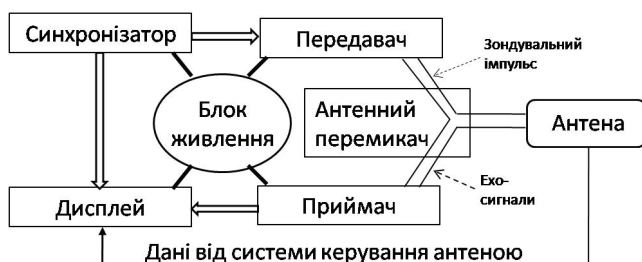 Синхронізатор
Передавач
Зондувальний
імпульс
Блок
живлення
Антенний
перемикач
Антена
Дисплей
Приймач
Ехо-
сигнали
Дані від системи керування антеною